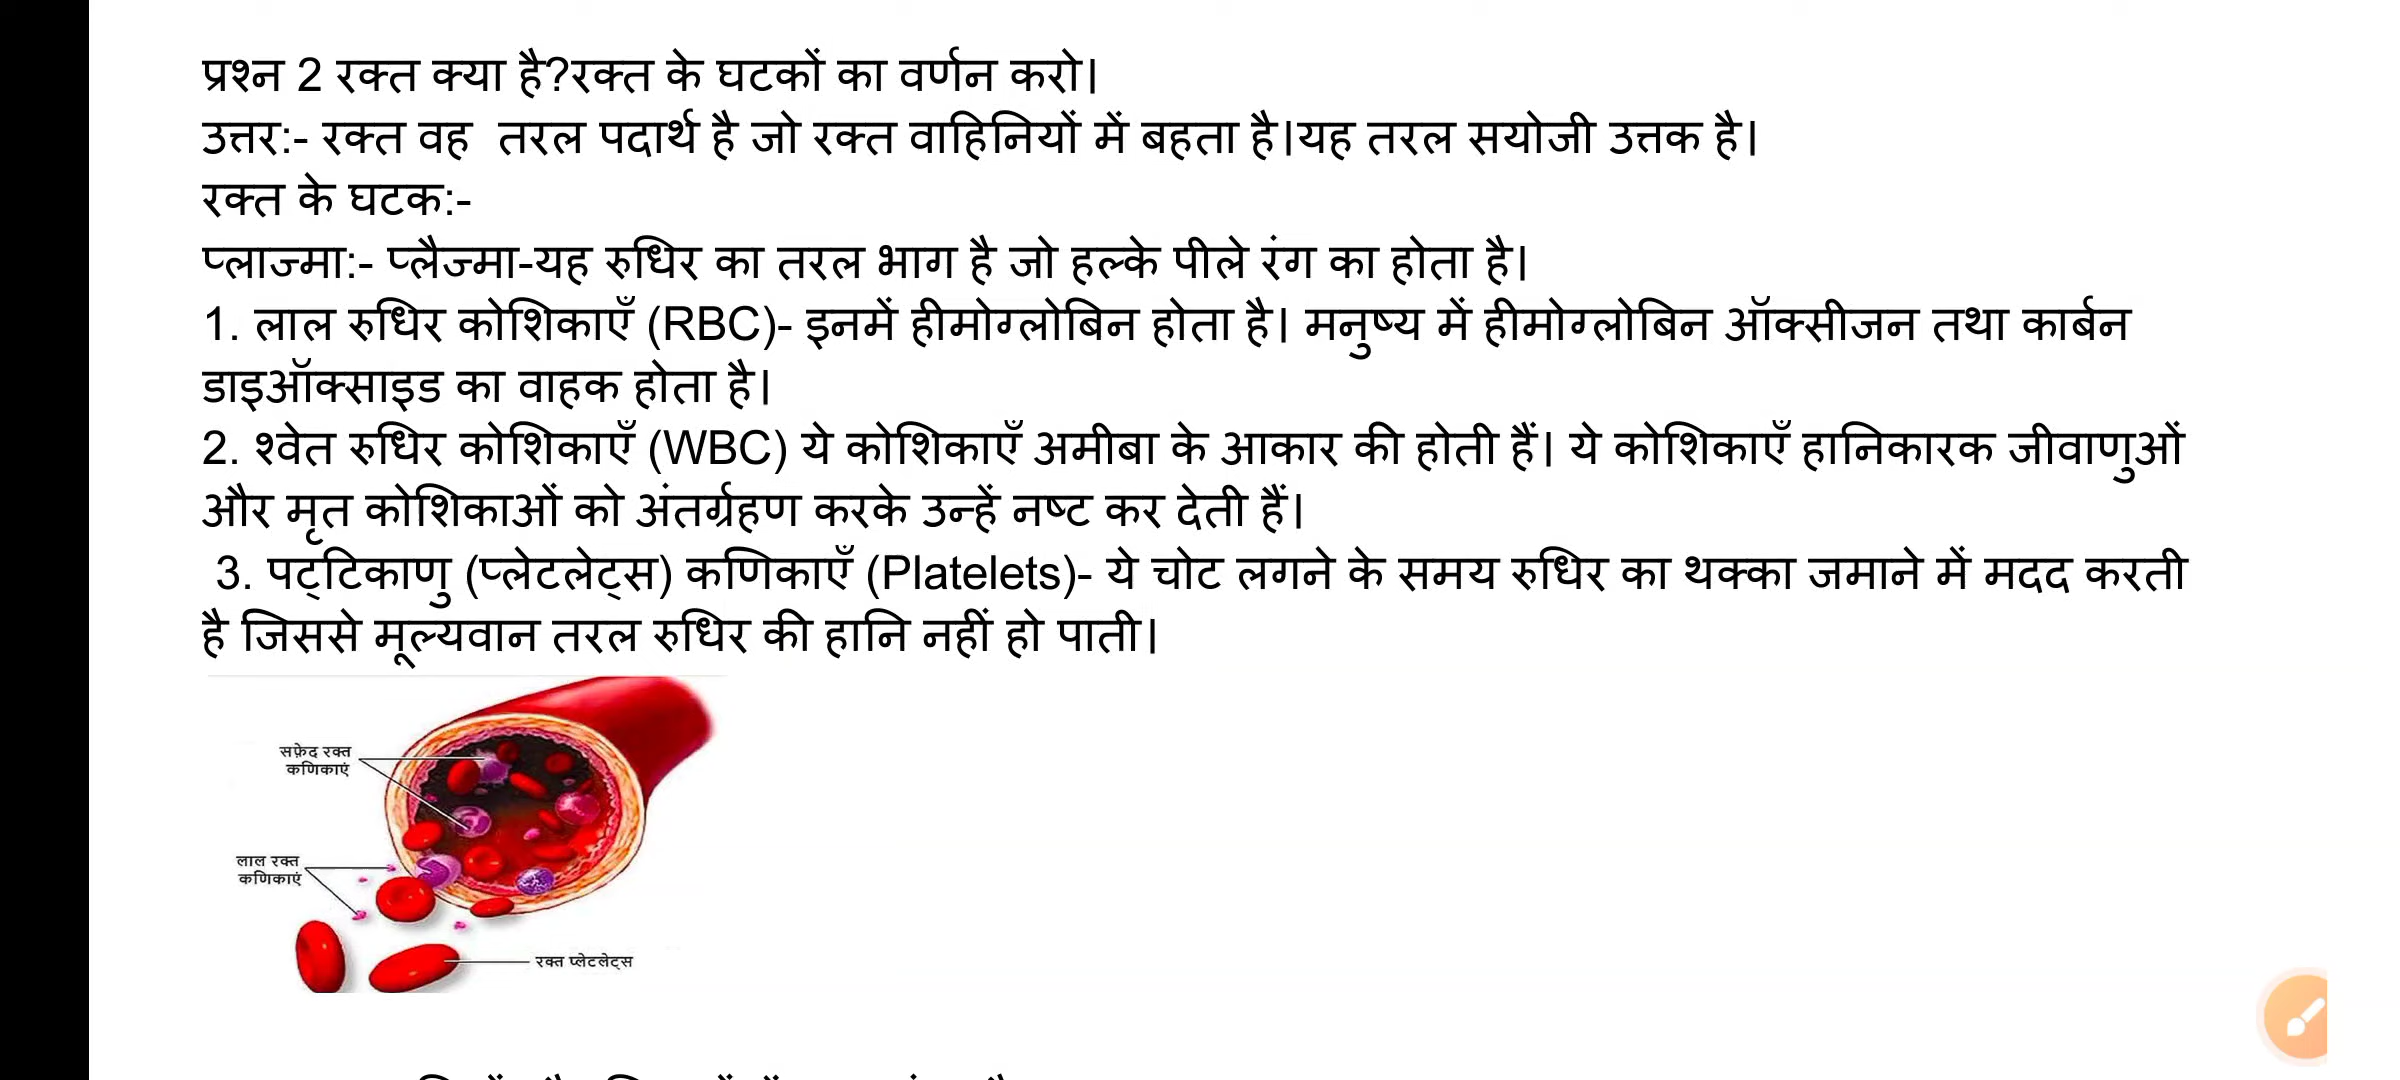 प्रश्न 2 रक्त क्या है?रक्त के घटकों का वर्णन करो।
उत्तर:- रक्त वह  तरल पदार्थ है जो रक्त वाहिनियों में बहता है।यह तरल सयोजी उत्तक है।
रक्त के घटक:-
प्लाज्मा:- प्लैज्मा-यह रुधिर का तरल भाग है जो हल्के पीले रंग का होता है।
1. लाल रुधिर कोशिकाएँ (RBC)- इनमें हीमोग्लोबिन होता है। मनुष्य में हीमोग्लोबिन ऑक्सीजन तथा कार्बन
डाइऑक्साइड का वाहक होता है।
2. श्वेत रुधिर कोशिकाएँ (WBC) ये कोशिकाएँ अमीबा के आकार की होती हैं। ये कोशिकाएँ हानिकारक जीवाणुओं
और मृत कोशिकाओं को अंतर्ग्रहण करके उन्हें नष्ट कर देती हैं।
3. पट्टिकाणु (प्लेटलेट्स) कणिकाएँ (Platelets)- ये चोट लगने के समय रुधिर का थक्का जमाने में मदद करती
है जिससे मूल्यवान तरल रुधिर की हानि नहीं हो पाती।
सफ़ेद रक्त
कणिकाएं
लाल रक्त
कणिकाएं
रक्त प्लेटलेट्स